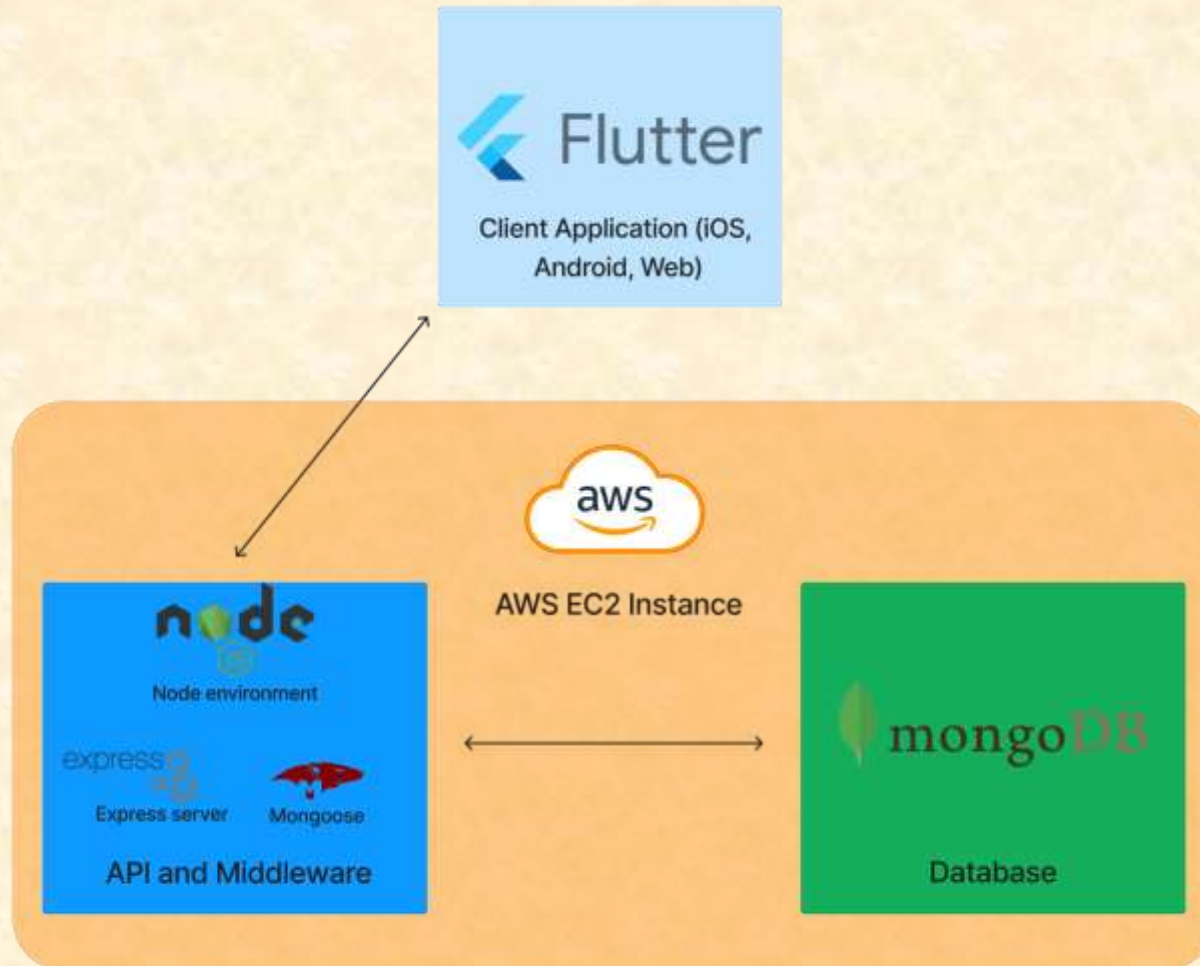 Flutter
Client Application (iOS,
Android, Web)
aws
AWS EC2 Instance
node
JS
Node environment
express
Express server
Mongoose
API and Middleware
mongoDB
Database